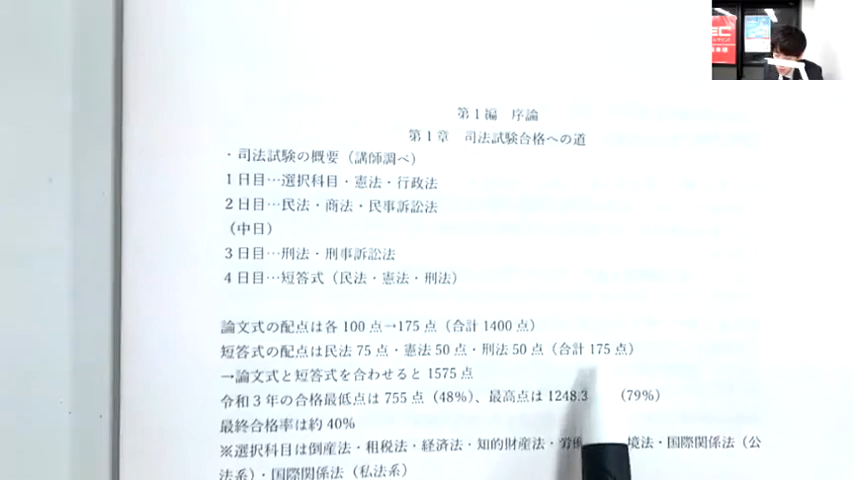 第1編 序論
第1章 司法試験合格への道
・司法試験の概要（講師調べ）
1日目…選択科目・憲法・行政法
2日目…民法・商法・民事訴訟法
（中日）
3日目…刑法・刑事訴訟法
4日目…短答式（民法・憲法・刑法）
論文式の配点は各100点→175点（合計1400点）
短答式の配点は民法75点・憲法50点・刑法50点（合計175点）
→論文式と短答式を合わせると1575点
令和3年の合格最低点は755点（48%）、最高点は1248.3 （79%）
最終合格率は約40%
※選択科目は倒産法・租税法・経済法・知的財産法・労 境法・国際関係法（公
法系）・国際関係法（私法系）